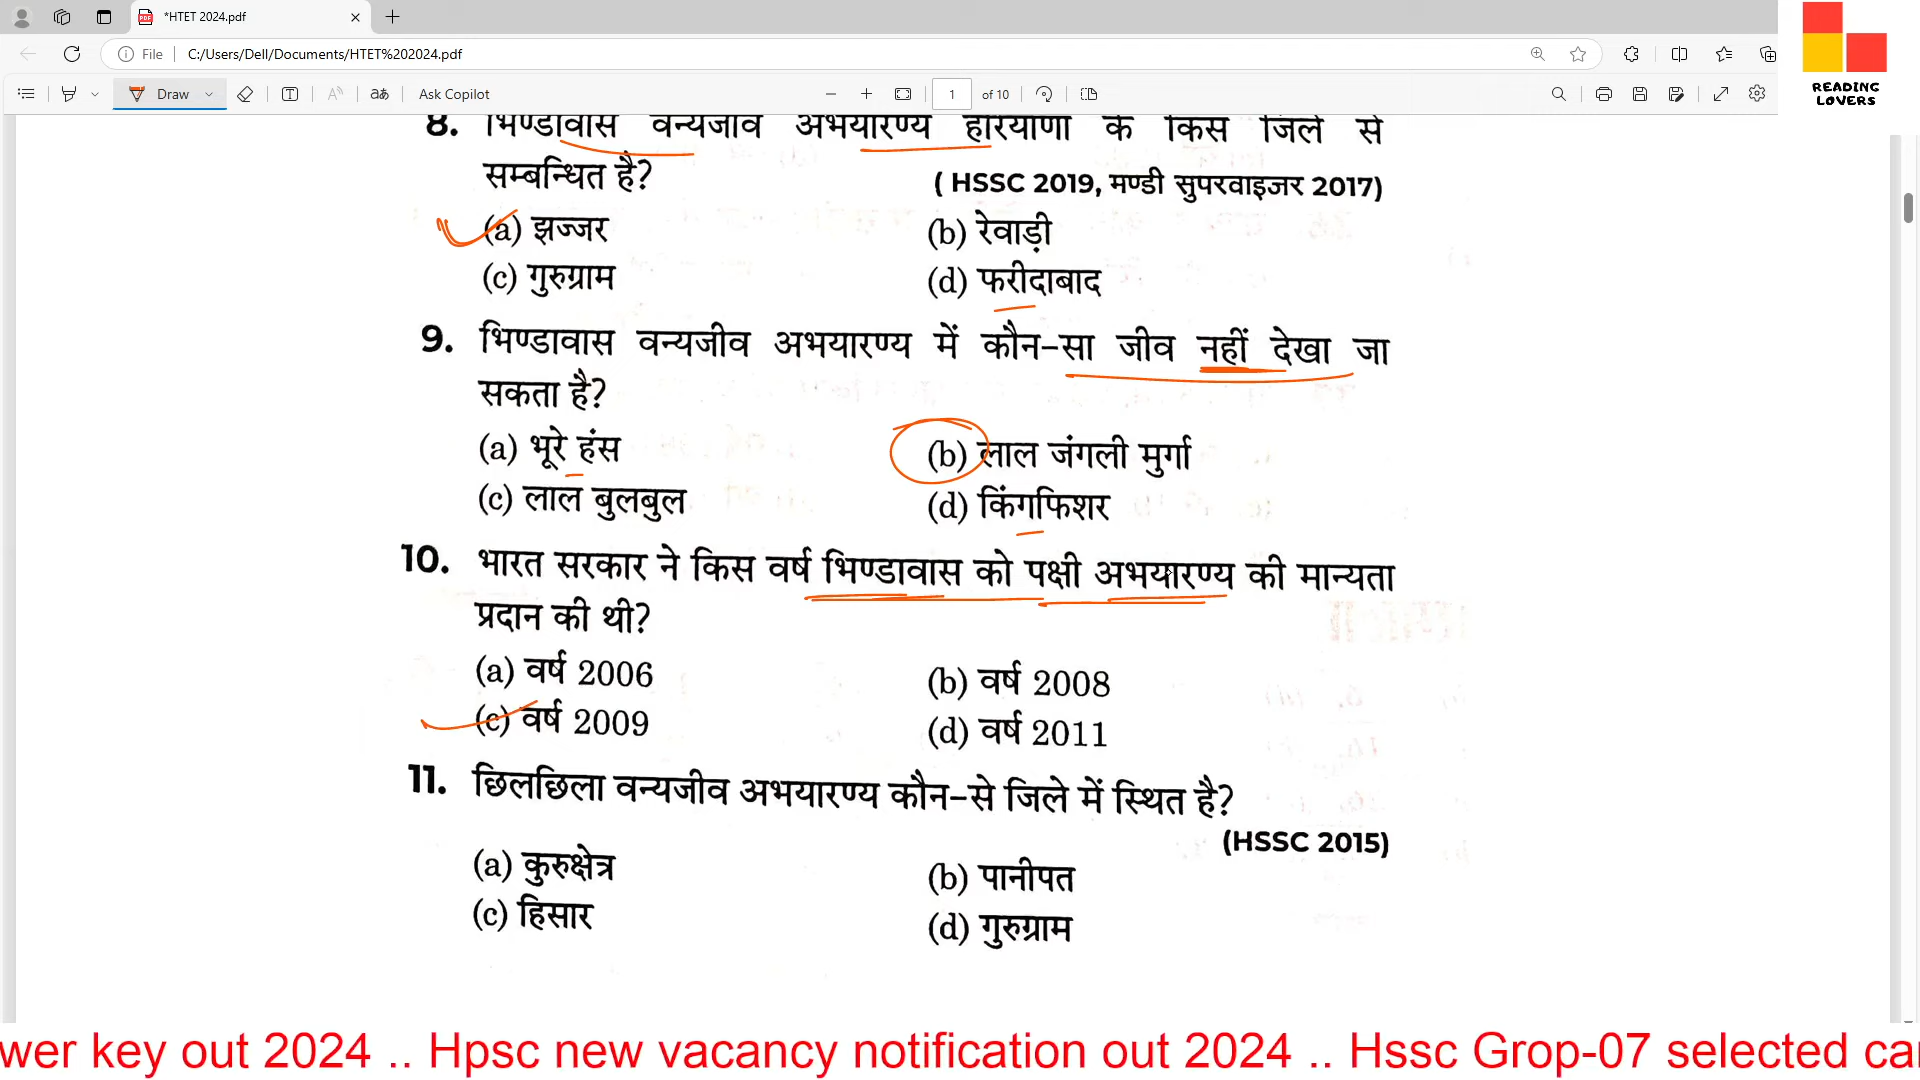 *HTET 2024.pdf
File C:/Users/Dell/Documents/HTET%202024.pdf
Draw Ask Copilot 1 of 10
READING
LOVERS
8. भिण्डावास वन्यजीव अभयारण्य हरियाणा के किस जिले से
सम्बन्धित है? ( HSSC 2019, मण्डी सुपरवाइजर 2017)
(a) झज्जर (b) रेवाड़ी
(c) गुरुग्राम (d) फरीदाबाद
9. भिण्डावास वन्यजीव अभयारण्य में कौन-सा जीव नहीं देखा जा
सकता है?
(a) भूरे हंस (b) लाल जंगली मुर्गा
(c) लाल बुलबुल (d) किंगफिशर
10. भारत सरकार ने किस वर्ष भिण्डावास को पक्षी अभयारण्य की मान्यता
प्रदान की थी?
(a) वर्ष 2006 (b) वर्ष 2008
(c) वर्ष 2009 (d) वर्ष 2011
11. छिलछिला वन्यजीव अभयारण्य कौन-से जिले में स्थित है?
(HSSC 2015)
(a) कुरुक्षेत्र (b) पानीपत
(c) हिसार (d) गुरुग्राम
wer key out 2024 .. Hpsc new vacancy notification out 2024 .. Hssc Grop-07 selected car